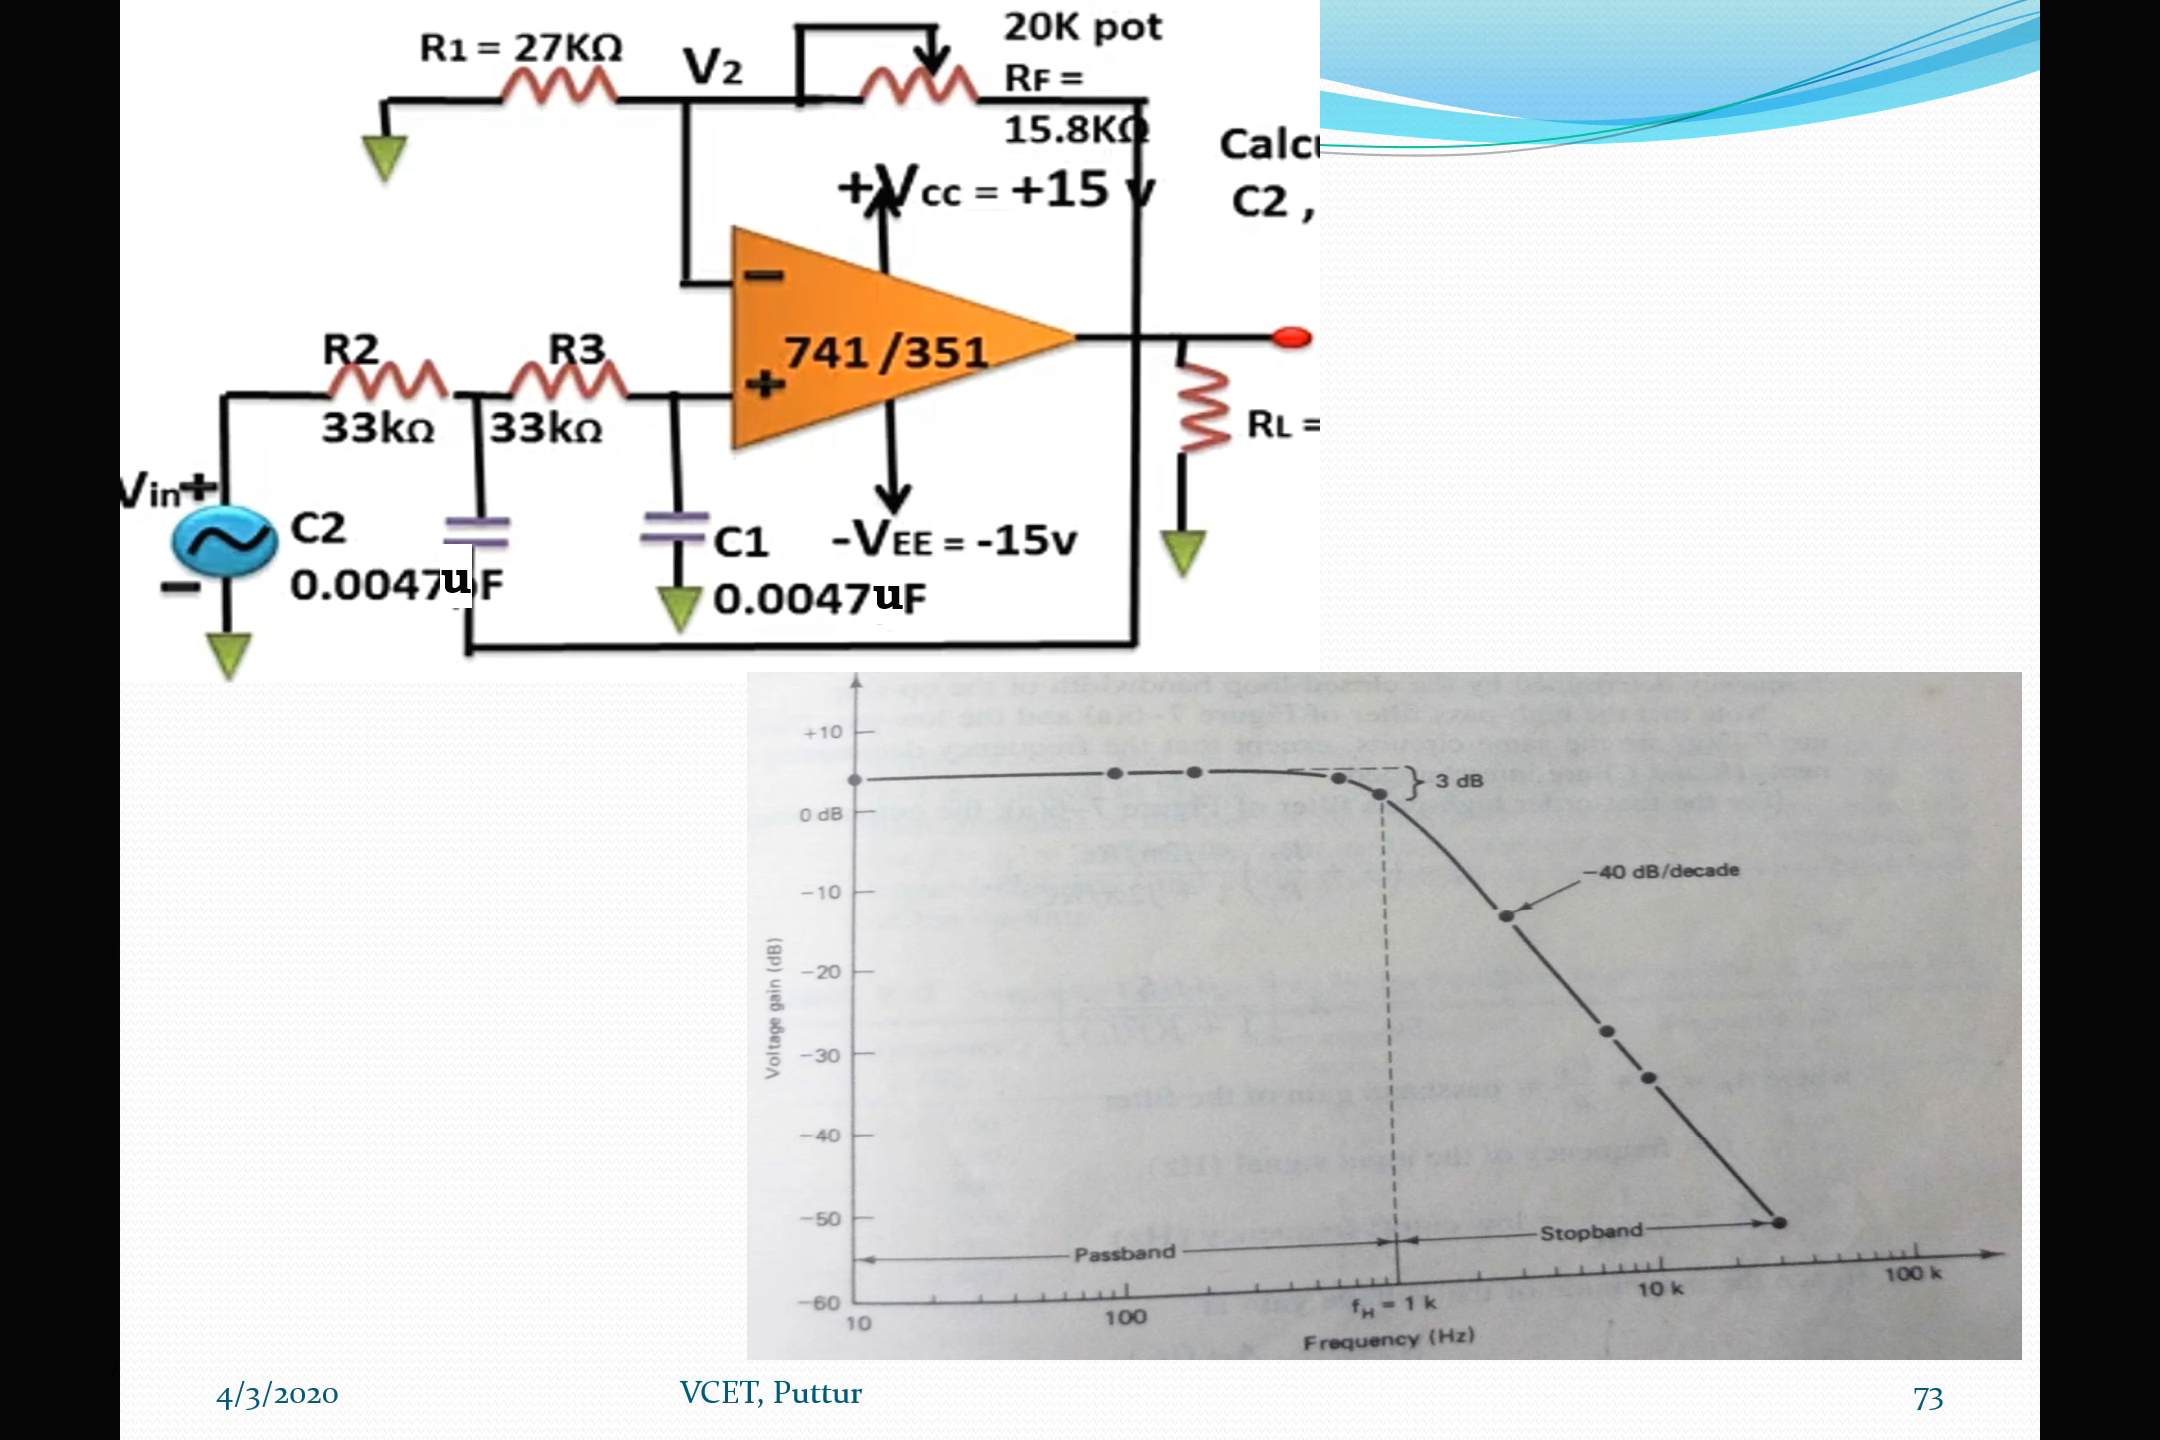 R1 = 27KΩ
V2
20K pot
RF =
15.8KΩ
+Vcc = +15 v
Calcu
C2 ,
R2
R3
741 /351
33kΩ
33kΩ
RL =
Vin
+
−
C2
0.0047uF
C1
0.0047uF
-VEE = -15v
+10
0 dB
−10
−20
−30
−40
−50
−60
Voltage gain (dB)
3 dB
−40 dB/decade
Passband
Stopband
10
100
fH = 1 k
10 k
100 k
Frequency (Hz)
4/3/2020
VCET, Puttur
73